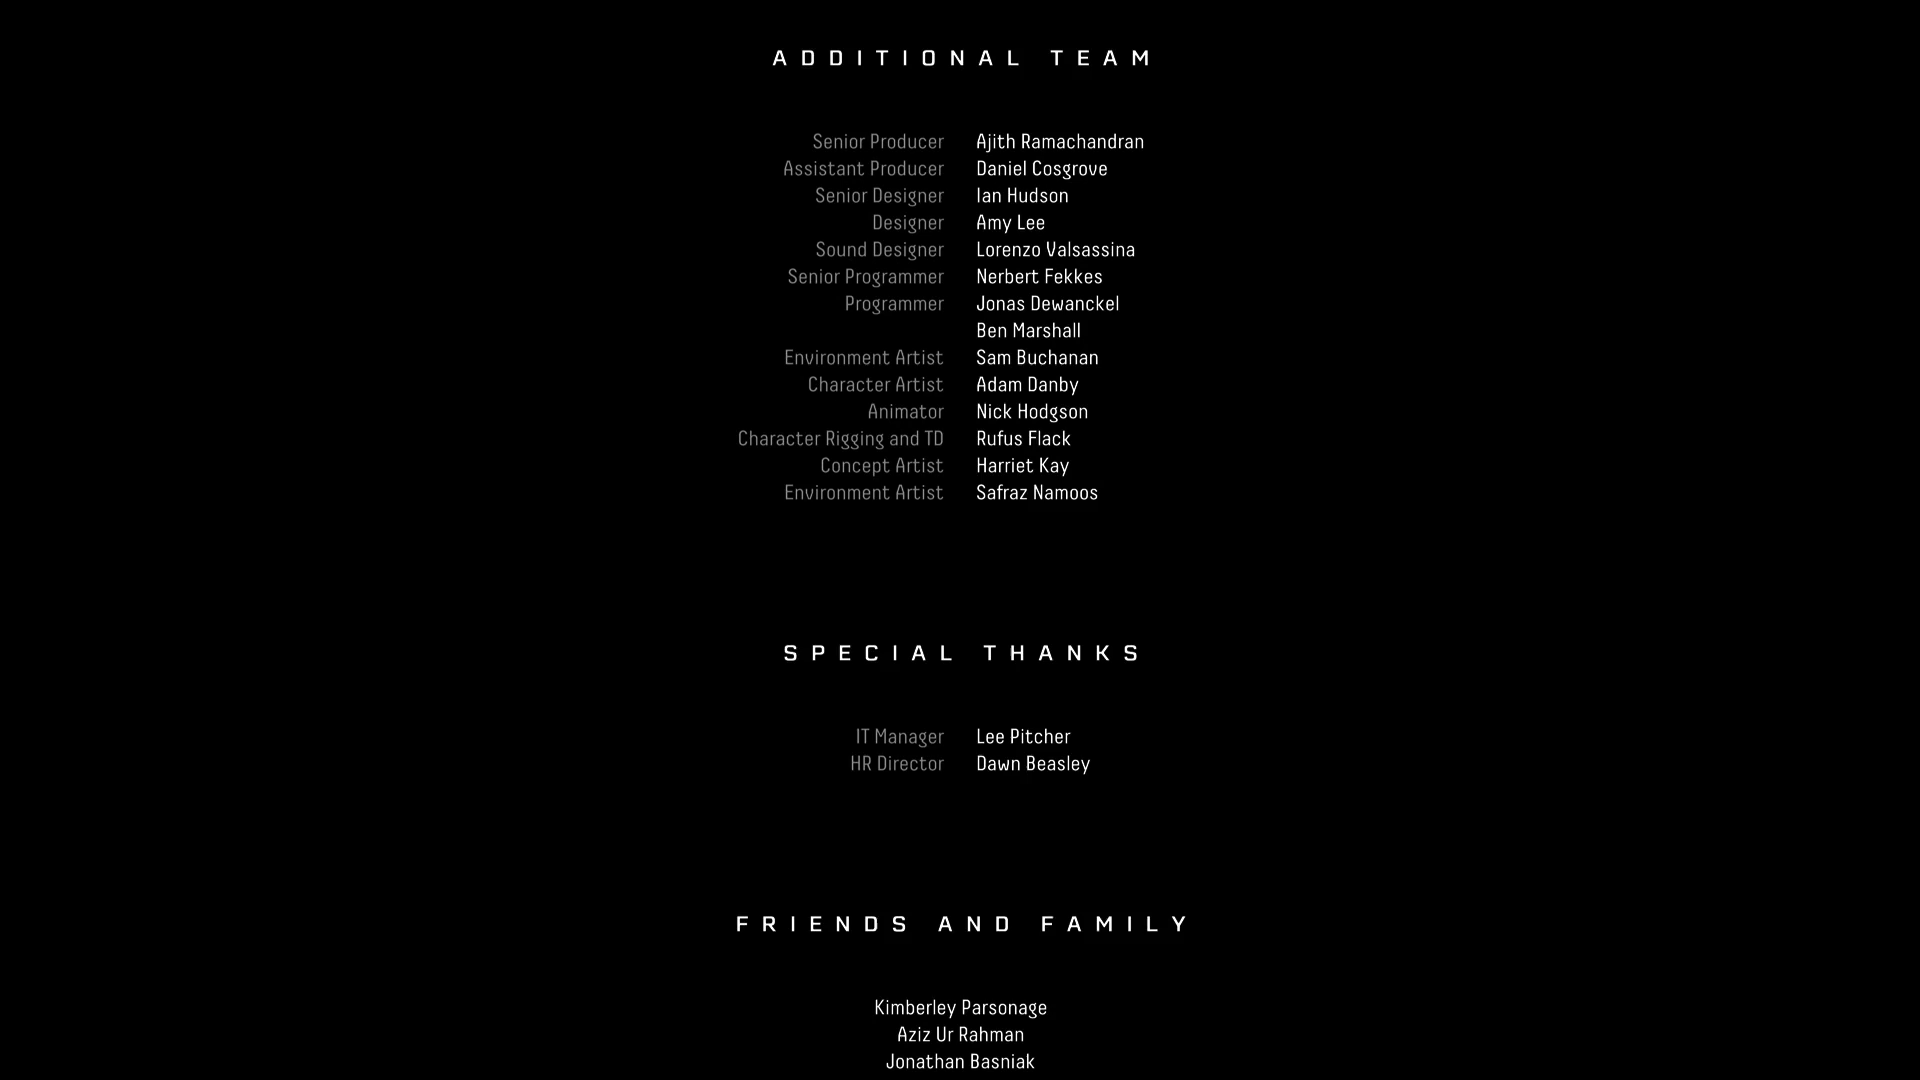 ADDITIONAL TEAM
Senior Producer Ajith Ramachandran
Assistant Producer Daniel Cosgrove
Senior Designer Ian Hudson
Designer Amy Lee
Sound Designer Lorenzo Valsassina
Senior Programmer Nerbert Fekkes
Programmer Jonas Dewanckel
Ben Marshall
Environment Artist Sam Buchanan
Character Artist Adam Danby
Animator Nick Hodgson
Character Rigging and TD Rufus Flack
Concept Artist Harriet Kay
Environment Artist Safraz Namoos
SPECIAL THANKS
IT Manager Lee Pitcher
HR Director Dawn Beasley
FRIENDS AND FAMILY
Kimberley Parsonage
Aziz Ur Rahman
Jonathan Basniak